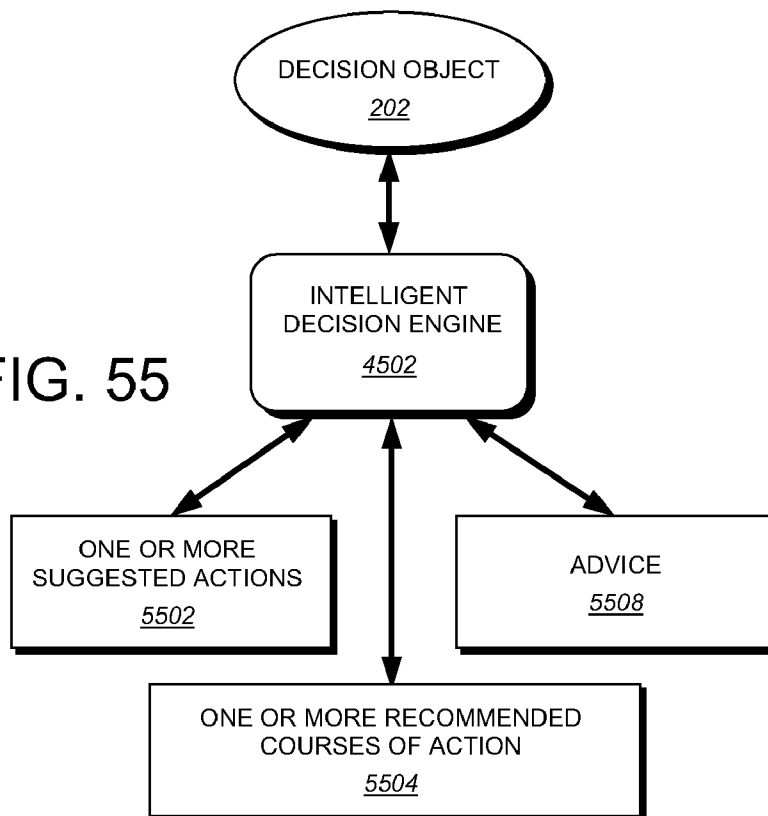 DECISION OBJECT
202
INTELLIGENT
DECISION ENGINE
4502
FIG. 55
ONE OR MORE
SUGGESTED ACTIONS
5502
ADVICE
5508
ONE OR MORE RECOMMENDED
COURSES OF ACTION
5504